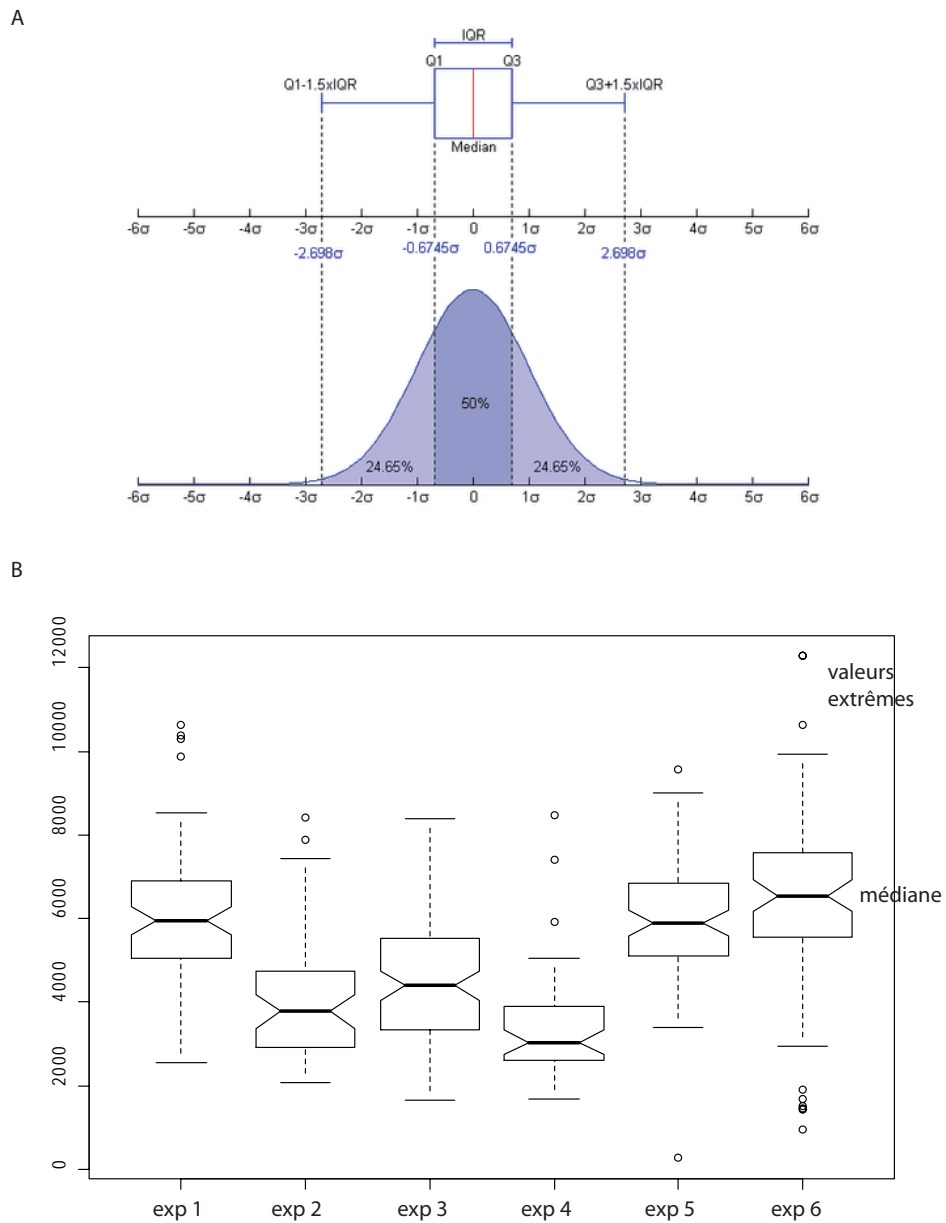 A
IQR
Q1 Q3
Q1-1.5xIQR Q3+1.5xIQR
Median
-6σ -5σ -4σ -3σ -2σ -1σ 0 1σ 2σ 3σ 4σ 5σ 6σ
-2.698σ -0.6745σ 0.6745σ 2.698σ
50%
24.65% 24.65%
-6σ -5σ -4σ -3σ -2σ -1σ 0 1σ 2σ 3σ 4σ 5σ 6σ
B
12000
valeurs
extrêmes
10000
8000
6000
médiane
4000
2000
0
exp 1 exp 2 exp 3 exp 4 exp 5 exp 6